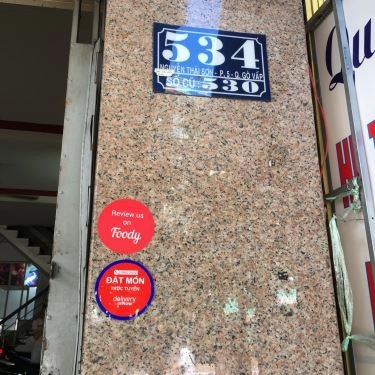 534
NGUYỄN THÁI SƠN - P. 5 - Q. GÒ VẤP
SỐ CŨ: 530
Qu
Review us
on
Foody
ĐẶT MÓN
TRỰC TUYẾN
delivery